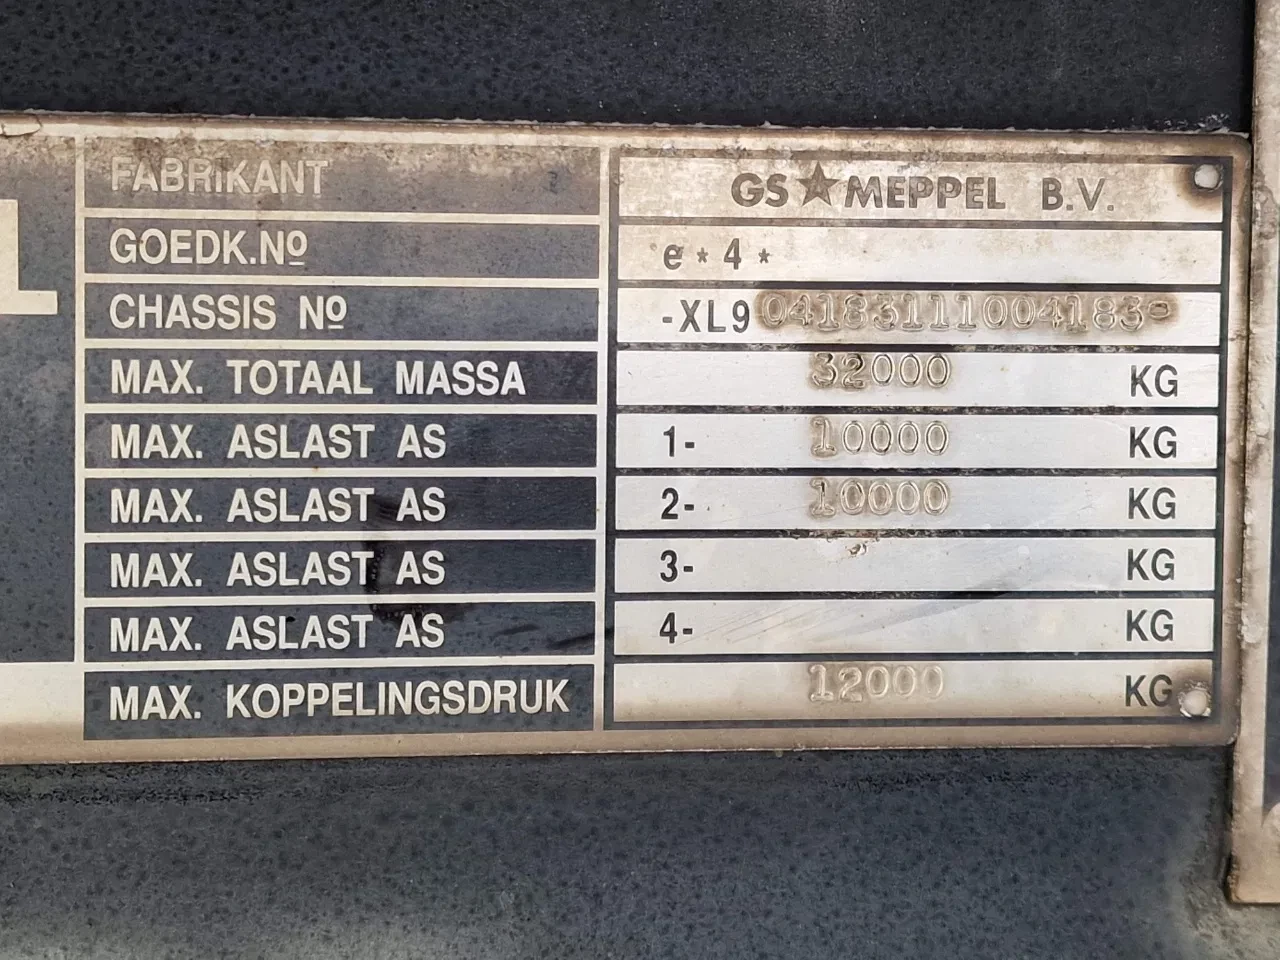 L
FABRIKANT GS★MEPPEL B.V.
GOEDK.Nº e*4*
CHASSIS Nº -XL904183111004183-
MAX. TOTAAL MASSA 32000 KG
MAX. ASLAST AS 1- 10000 KG
MAX. ASLAST AS 2- 10000 KG
MAX. ASLAST AS 3- KG
MAX. ASLAST AS 4- KG
MAX. KOPPELINGSDRUK 12000 KG